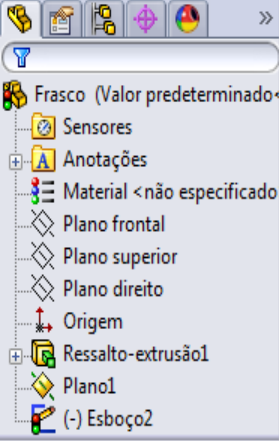 Frasco (Valor predeterminado<
Sensores
A Anotações
Material <não especificado
Plano frontal
Plano superior
Plano direito
Origem
Ressalto-extrusão1
Plano1
(-) Esboço2